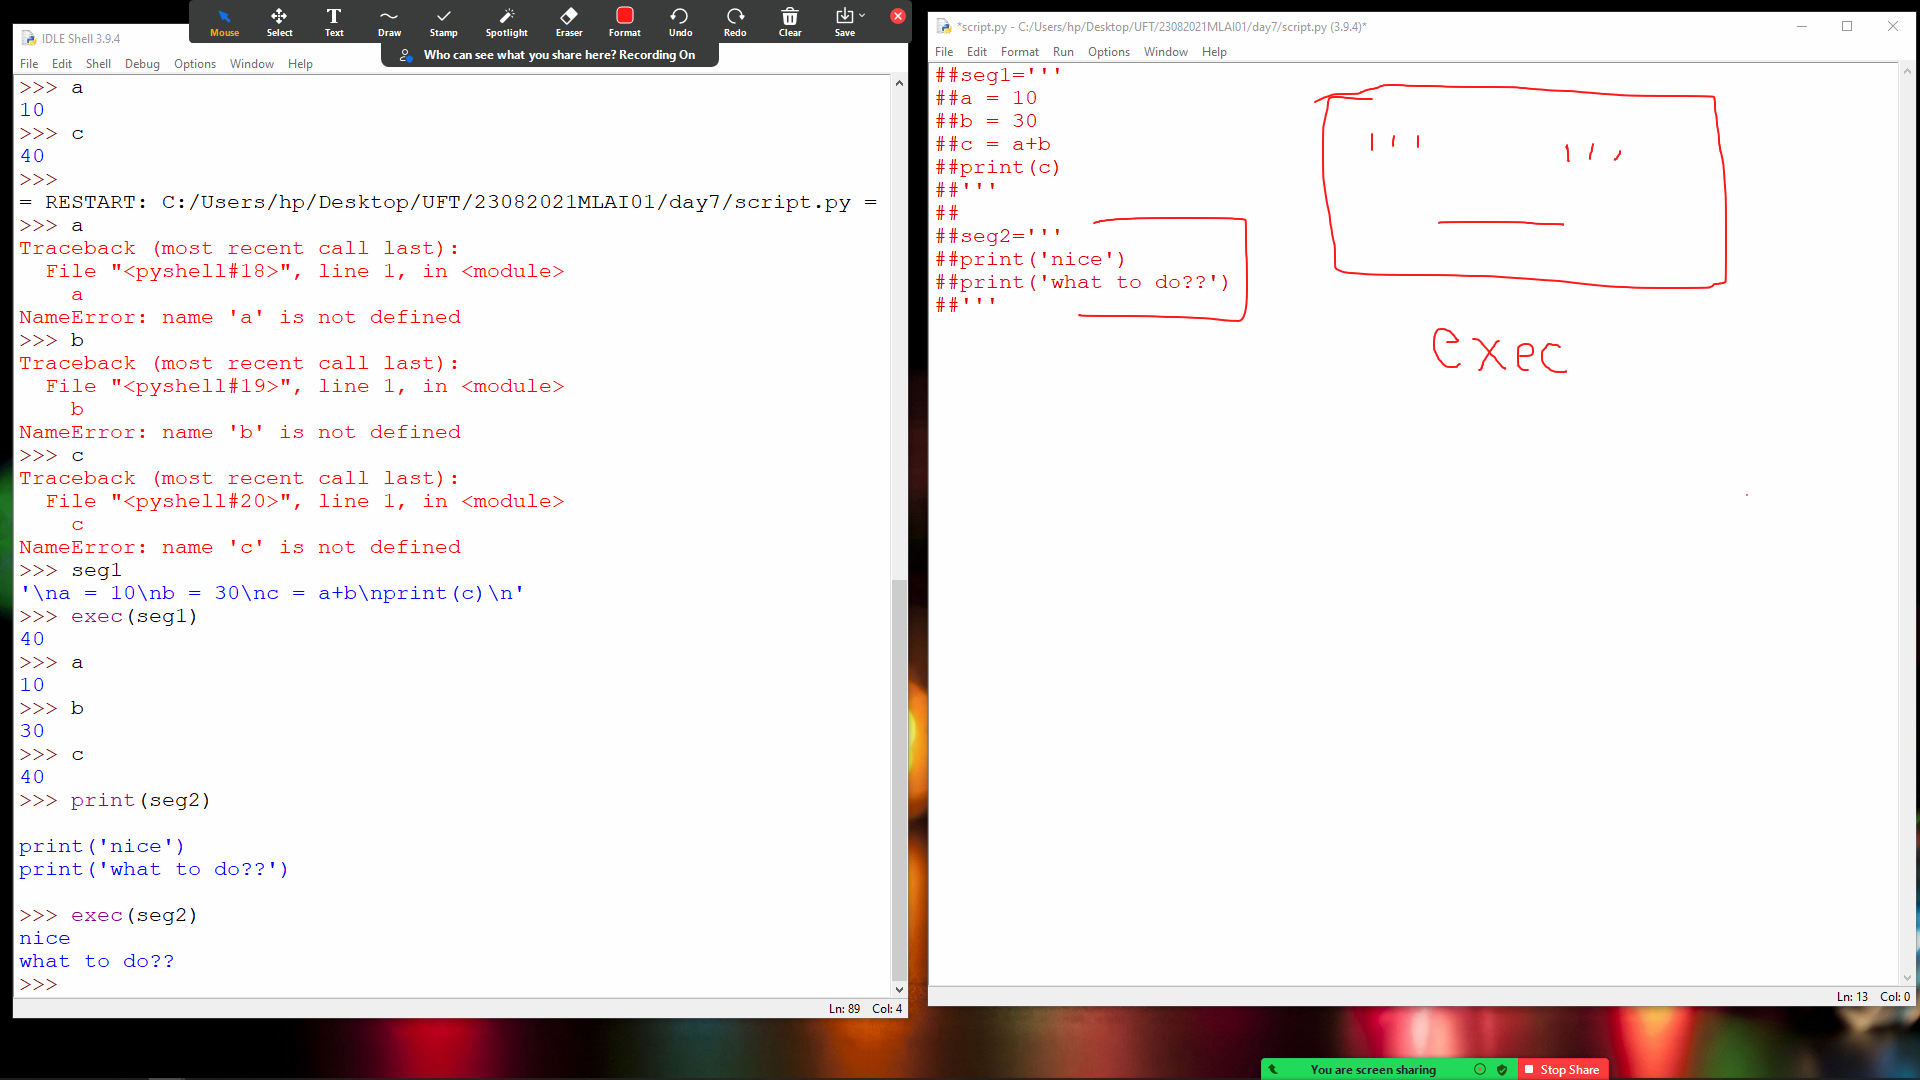 Mouse Select Text Draw Stamp Spotlight Eraser Format Undo Redo Clear Save
Who can see what you share here? Recording On
IDLE Shell 3.9.4
File Edit Shell Debug Options Window Help
>>> a
10
>>> c
40
>>>
= RESTART: C:/Users/hp/Desktop/UFT/23082021MLAI01/day7/script.py =
>>> a
Traceback (most recent call last):
  File "<pyshell#18>", line 1, in <module>
    a
NameError: name 'a' is not defined
>>> b
Traceback (most recent call last):
  File "<pyshell#19>", line 1, in <module>
    b
NameError: name 'b' is not defined
>>> c
Traceback (most recent call last):
  File "<pyshell#20>", line 1, in <module>
    c
NameError: name 'c' is not defined
>>> seg1
'\na = 10\nb = 30\nc = a+b\nprint(c)\n'
>>> exec(seg1)
40
>>> a
10
>>> b
30
>>> c
40
>>> print(seg2)

print('nice')
print('what to do??')

>>> exec(seg2)
nice
what to do??
>>>
Ln: 89 Col: 4
*script.py - C:/Users/hp/Desktop/UFT/23082021MLAI01/day7/script.py (3.9.4)*
File Edit Format Run Options Window Help
##seg1='''
##a = 10
##b = 30
##c = a+b
##print(c)
##'''
##
##seg2='''
##print('nice')
##print('what to do??')
##'''
''' '''
exec
Ln: 13 Col: 0
You are screen sharing Stop Share